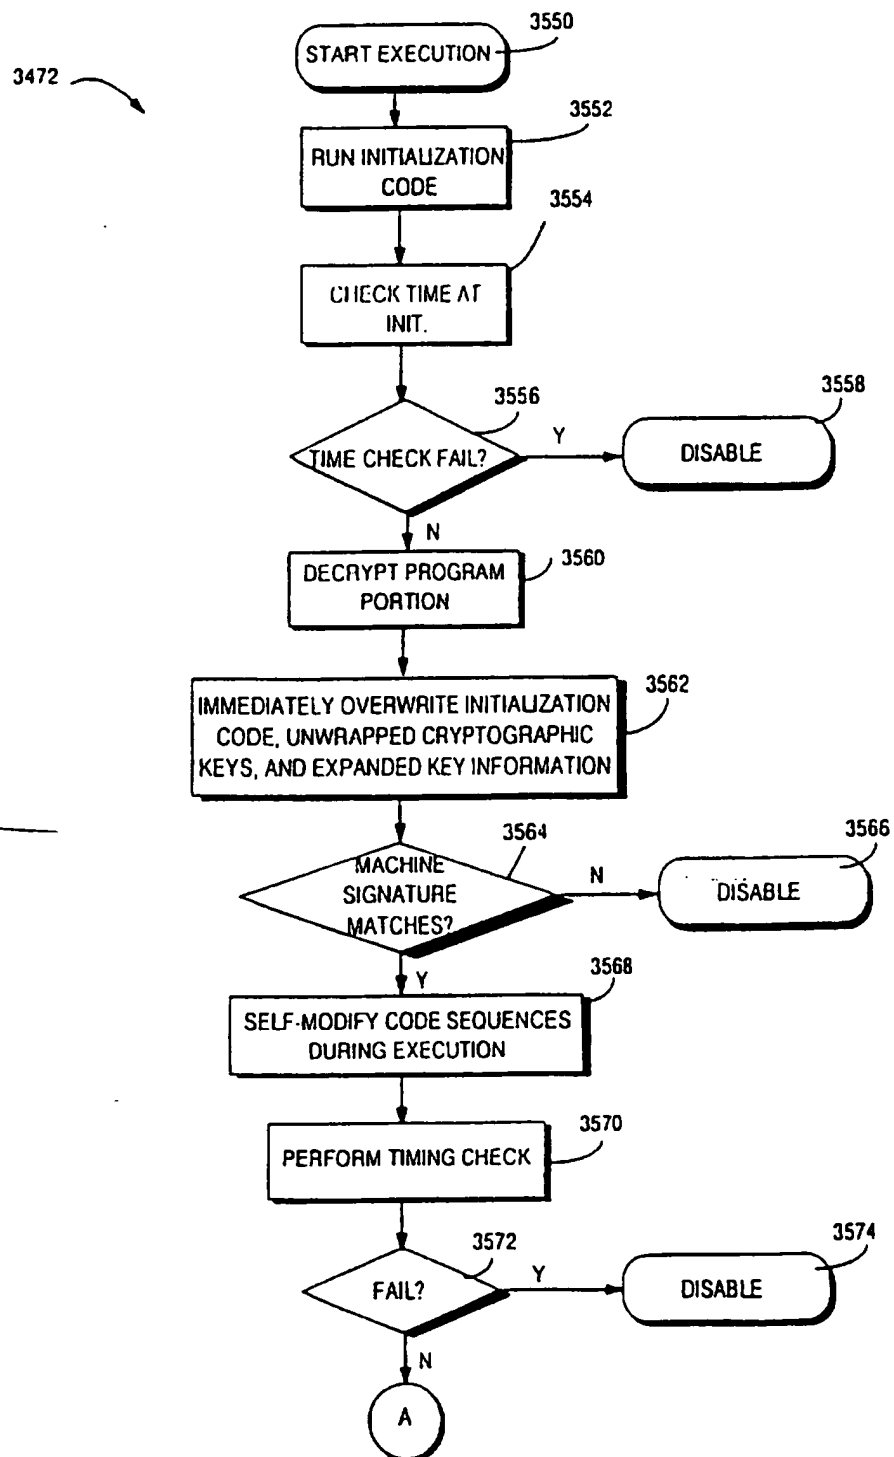 3550
START EXECUTION
3472
3552
RUN INITIALIZATION
CODE
3554
CHECK TIME AT
INIT.
3556
3558
TIME CHECK FAIL?
Y
DISABLE
N
3560
DECRYPT PROGRAM
PORTION
3562
IMMEDIATELY OVERWRITE INITIALIZATION
CODE, UNWRAPPED CRYPTOGRAPHIC
KEYS, AND EXPANDED KEY INFORMATION
3564
3566
MACHINE
SIGNATURE
MATCHES?
N
DISABLE
Y
3568
SELF-MODIFY CODE SEQUENCES
DURING EXECUTION
3570
PERFORM TIMING CHECK
3572
3574
FAIL?
Y
DISABLE
N
A